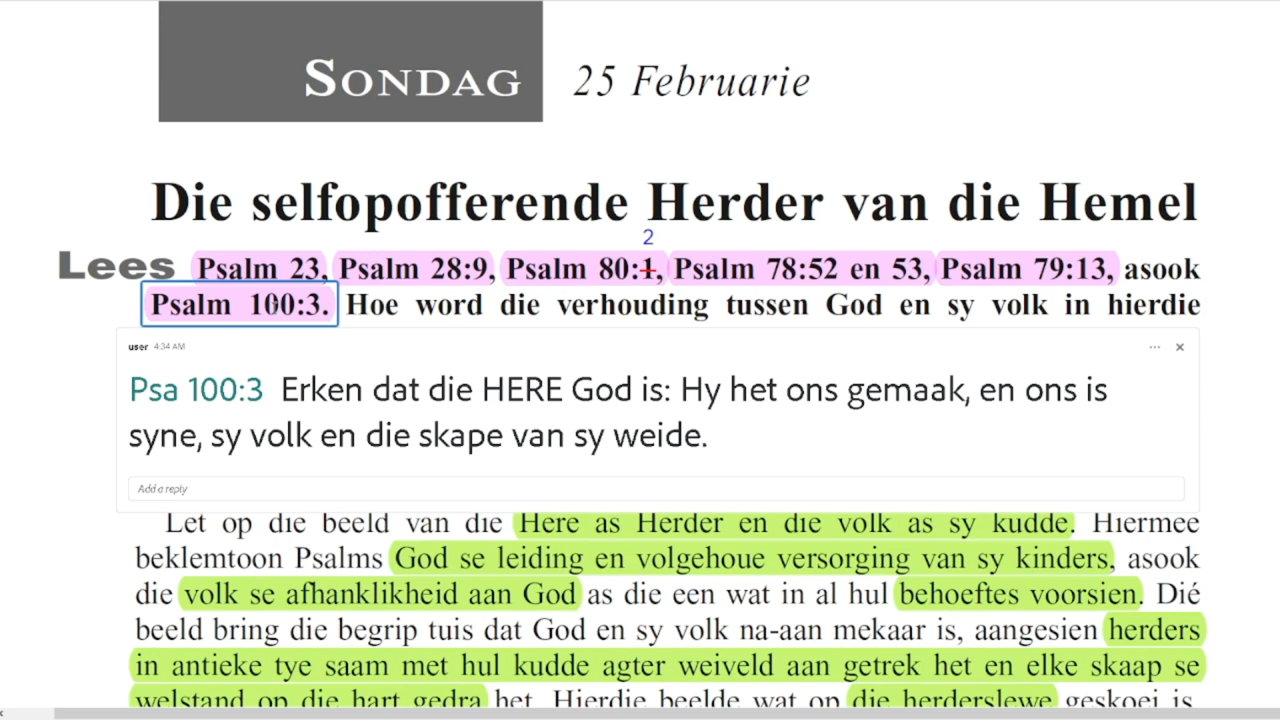 SONDAG 25 Februarie
Die selfopofferende Herder van die Hemel
2
Lees Psalm 23, Psalm 28:9, Psalm 80:1, Psalm 78:52 en 53, Psalm 79:13, asook
Psalm 100:3. Hoe word die verhouding tussen God en sy volk in hierdie
user 4:34 AM
Psa 100:3 Erken dat die HERE God is: Hy het ons gemaak, en ons is
syne, sy volk en die skape van sy weide.
Add a reply
Let op die beeld van die Here as Herder en die volk as sy kudde. Hiermee
beklemtoon Psalms God se leiding en volgehoue versorging van sy kinders, asook
die volk se afhanklikheid aan God as die een wat in al hul behoeftes voorsien. Dié
beeld bring die begrip tuis dat God en sy volk na-aan mekaar is, aangesien herders
in antieke tye saam met hul kudde agter weiveld aan getrek het en elke skaap se
welstand op die hart gedra het. Hierdie beelde wat op die herderslewe geskoei is,